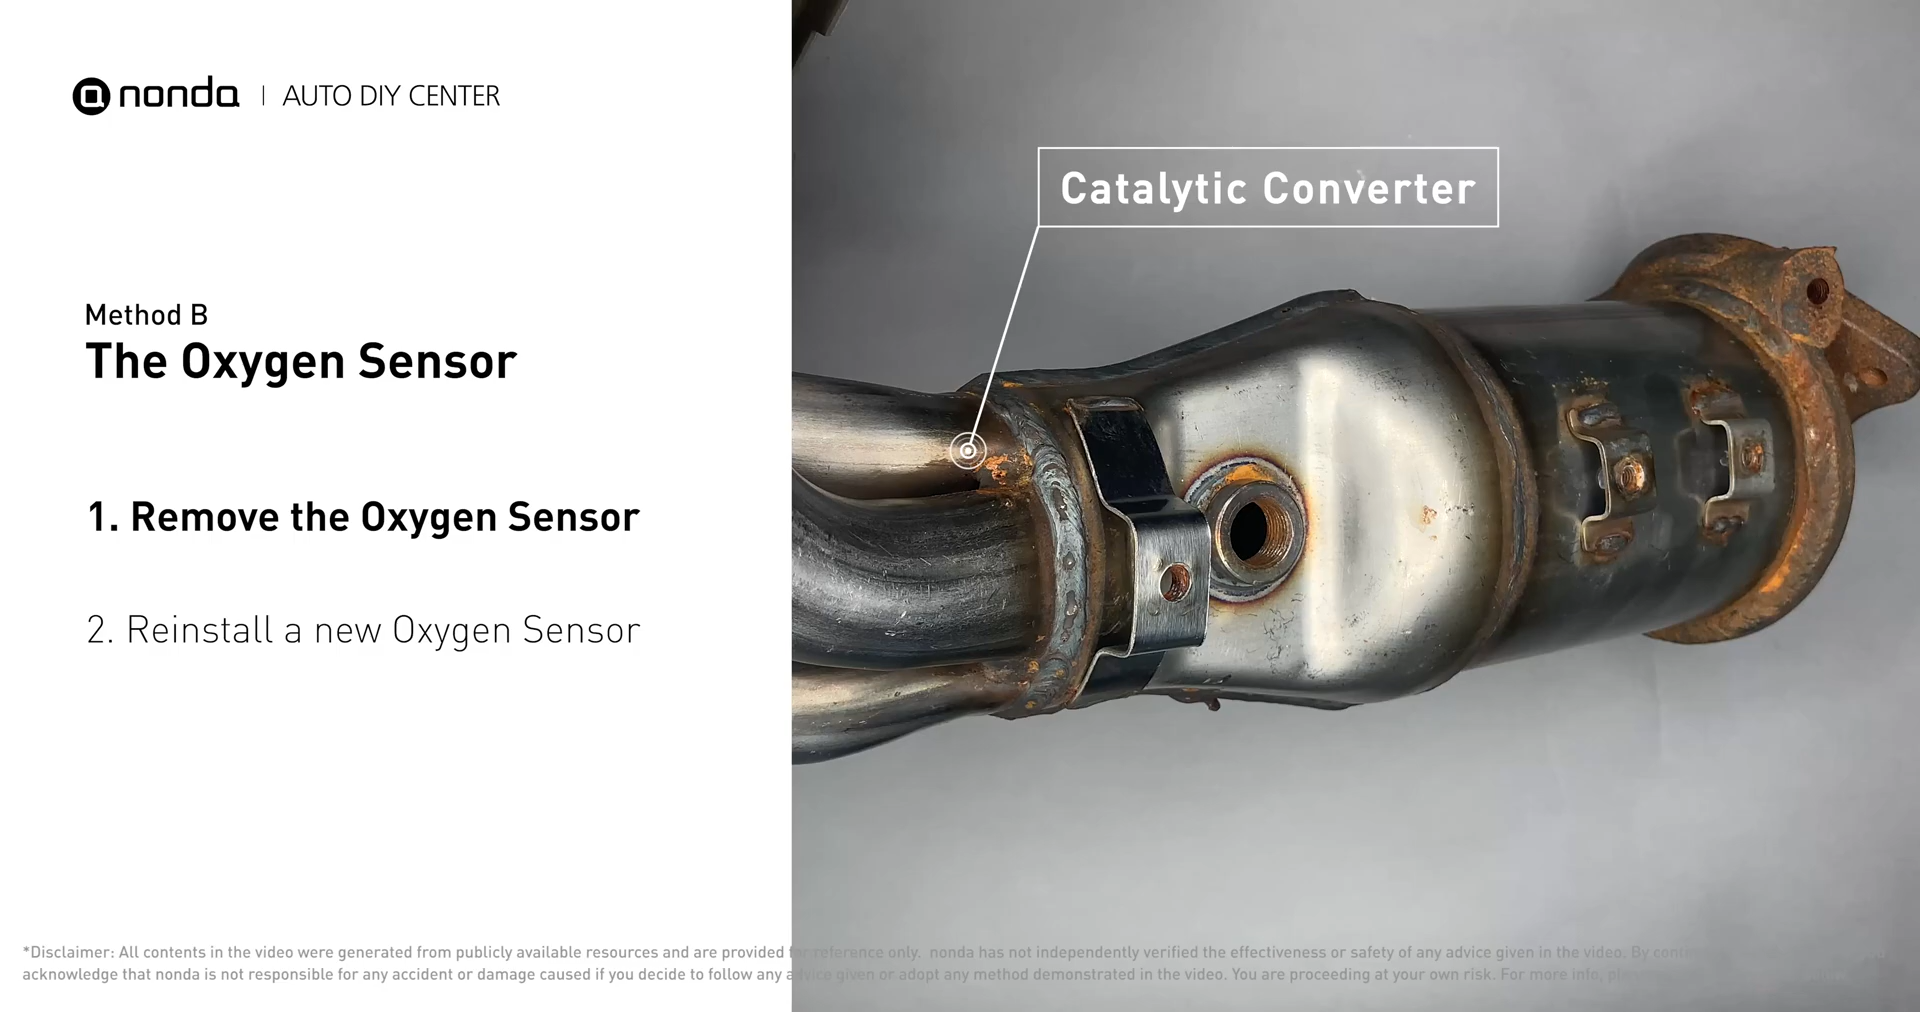 nonda | AUTO DIY CENTER
Catalytic Converter
Method B
The Oxygen Sensor
1. Remove the Oxygen Sensor
2. Reinstall a new Oxygen Sensor
*Disclaimer: All contents in the video were generated from publicly available resources and are provided for reference only. nonda has not independently verified the effectiveness or safety of any advice given in the video. By
acknowledge that nonda is not responsible for any accident or damage caused if you decide to follow any advice given or adopt any method demonstrated in the video. You are proceeding at your own risk. For more info,